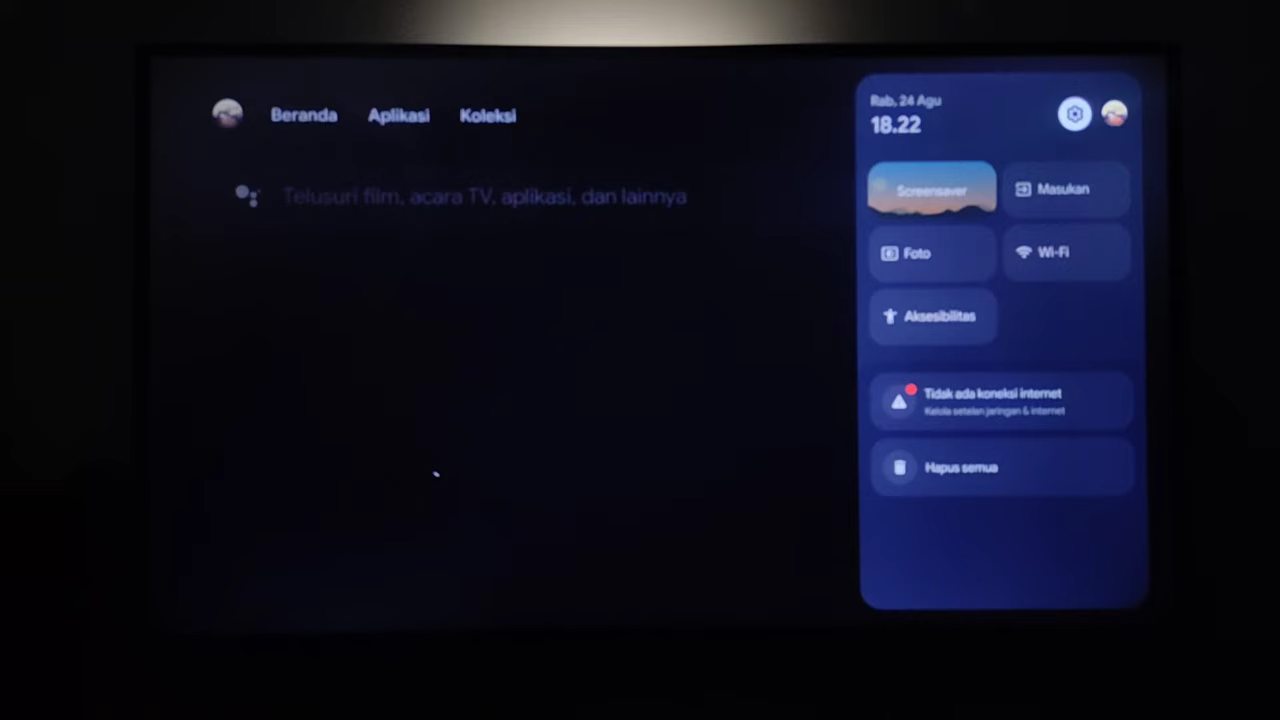 Beranda Aplikasi Koleksi
Telusuri film, acara TV, aplikasi, dan lainnya
Rab, 24 Agu
18.22
Screensaver
Masukan
Foto
Wi-Fi
Aksesibilitas
Tidak ada koneksi internet
Kelola setelan jaringan & internet
Hapus semua